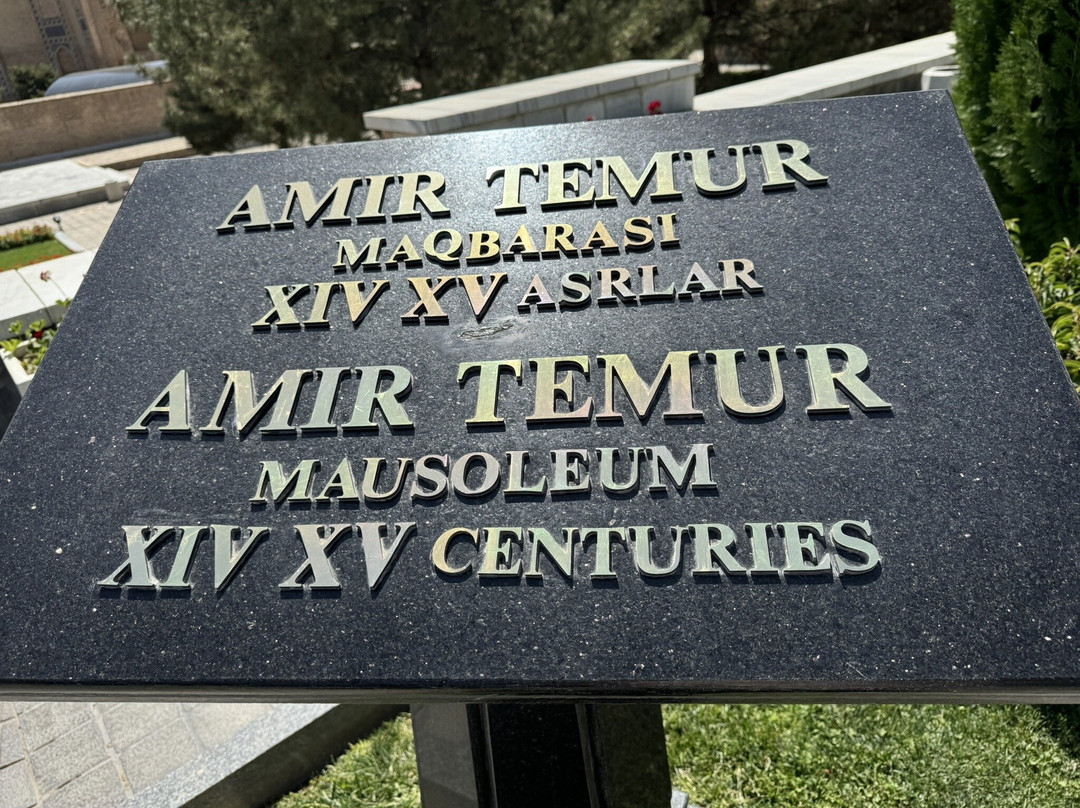 AMIR TEMUR
MAQBARASI
XIV XV ASRLAR
AMIR TEMUR
MAUSOLEUM
XIV XV CENTURIES